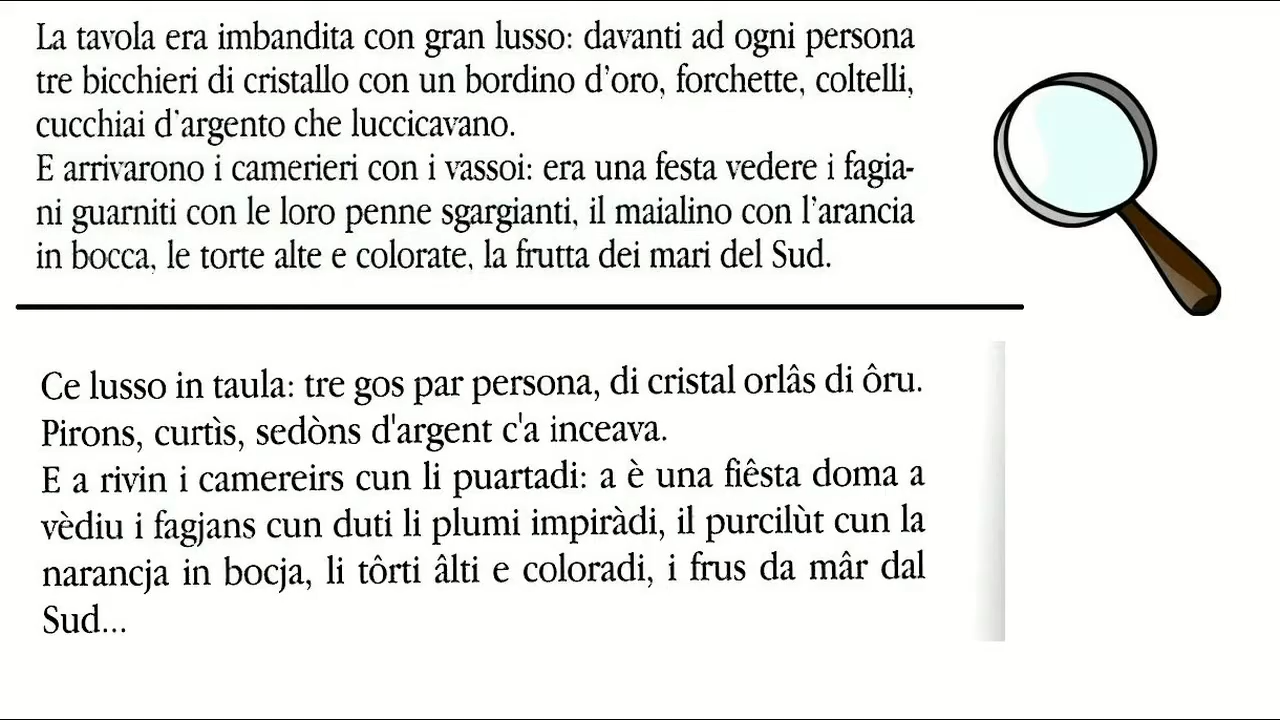 La tavola era imbandita con gran lusso: davanti ad ogni persona
tre bicchieri di cristallo con un bordino d'oro, forchette, coltelli,
cucchiai d'argento che luccicavano.
E arrivarono i camerieri con i vassoi: era una festa vedere i fagia-
ni guarniti con le loro penne sgargianti, il maialino con l'arancia
in bocca, le torte alte e colorate, la frutta dei mari del Sud.
Ce lusso in taula: tre gos par persona, di cristal orlâs di ôru.
Pirons, curtìs, sedòns d'argent c'a inceava.
E a rivin i camereirs cun li puartadi: a è una fiêsta doma a
vèdiu i fagjans cun duti li plumi impiràdi, il purcilùt cun la
narancja in bocja, li tôrti âlti e coloradi, i frus da mâr dal
Sud...